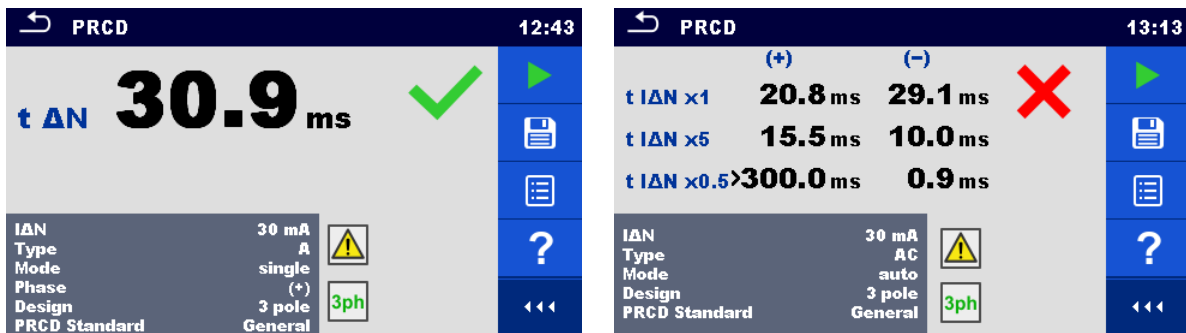 PRCD 12:43
t ΔN 30.9 ms
IΔN 30 mA
Type A
Mode single
Phase (+)
Design 3 pole
PRCD Standard General
3ph
?
PRCD 13:13
(+) (−)
t IΔN x1 20.8 ms 29.1 ms
t IΔN x5 15.5 ms 10.0 ms
t IΔN x0.5 >300.0 ms 0.9 ms
IΔN 30 mA
Type AC
Mode auto
Design 3 pole
PRCD Standard General
3ph
?